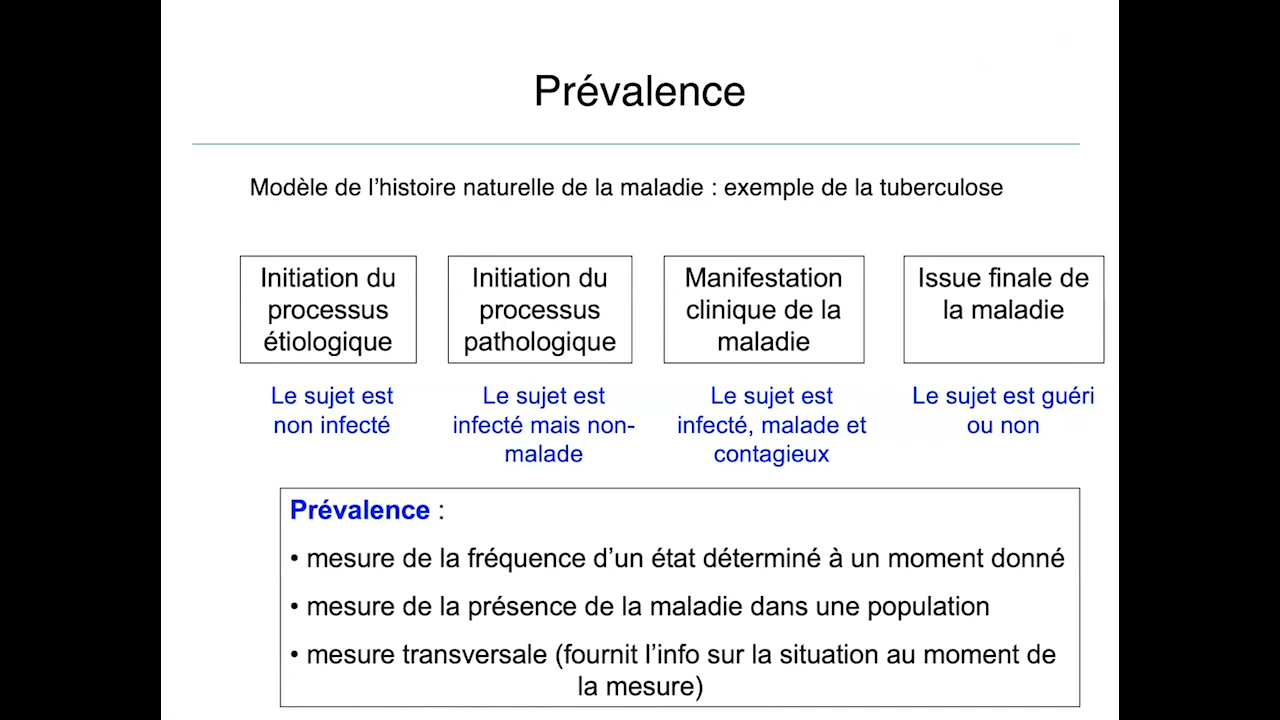 Prévalence
Modèle de l’histoire naturelle de la maladie : exemple de la tuberculose
Initiation du
processus
étiologique
Initiation du
processus
pathologique
Manifestation
clinique de la
maladie
Issue finale de
la maladie
Le sujet est
non infecté
Le sujet est
infecté mais non-
malade
Le sujet est
infecté, malade et
contagieux
Le sujet est guéri
ou non
Prévalence :
• mesure de la fréquence d’un état déterminé à un moment donné
• mesure de la présence de la maladie dans une population
• mesure transversale (fournit l’info sur la situation au moment de
la mesure)